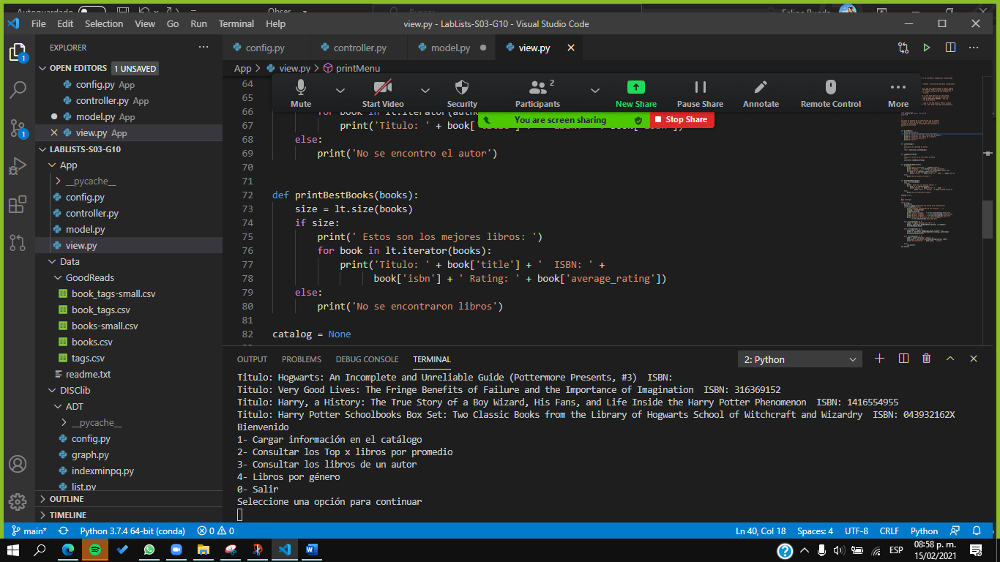 Autoguardado
Buscar
File Edit Selection View Go Run Terminal Help
view.py - LabLists-S03-G10 - Visual Studio Code
EXPLORER
config.py
controller.py
model.py
view.py
OPEN EDITORS 1 UNSAVED
App > view.py > printMenu
config.py App
controller.py App
model.py App
view.py App
LABLISTS-S03-G10
App
__pycache__
config.py
controller.py
model.py
view.py
Data
GoodReads
book_tags-small.csv
book_tags.csv
books-small.csv
books.csv
tags.csv
readme.txt
DISClib
ADT
__pycache__
config.py
graph.py
indexminpq.py
list.py
OUTLINE
TIMELINE
Mute
Start Video
Security
Participants 2
New Share
Pause Share
Annotate
Remote Control
More
You are screen sharing
Stop Share
64
65
66 for book in lt.iterator(
67 print('Titulo: ' + book[
68 else:
69 print('No se encontro el autor')
70
71
72 def printBestBooks(books):
73 size = lt.size(books)
74 if size:
75 print(' Estos son los mejores libros: ')
76 for book in lt.iterator(books):
77 print('Titulo: ' + book['title'] + '  ISBN: ' +
78 book['isbn'] + ' Rating: ' + book['average_rating'])
79 else:
80 print('No se encontraron libros')
81
82 catalog = None
OUTPUT PROBLEMS DEBUG CONSOLE TERMINAL
2: Python
Titulo: Hogwarts: An Incomplete and Unreliable Guide (Pottermore Presents, #3)  ISBN:
Titulo: Very Good Lives: The Fringe Benefits of Failure and the Importance of Imagination  ISBN: 316369152
Titulo: Harry, a History: The True Story of a Boy Wizard, His Fans, and Life Inside the Harry Potter Phenomenon  ISBN: 1416554955
Titulo: Harry Potter Schoolbooks Box Set: Two Classic Books from the Library of Hogwarts School of Witchcraft and Wizardry  ISBN: 043932162X
Bienvenido
1- Cargar información en el catálogo
2- Consultar los Top x libros por promedio
3- Consultar los libros de un autor
4- Libros por género
0- Salir
Seleccione una opción para continuar
main* Python 3.7.4 64-bit (conda) 0 0
Ln 40, Col 18 Spaces: 4 UTF-8 CRLF Python
ESP
08:58 p. m.
15/02/2021